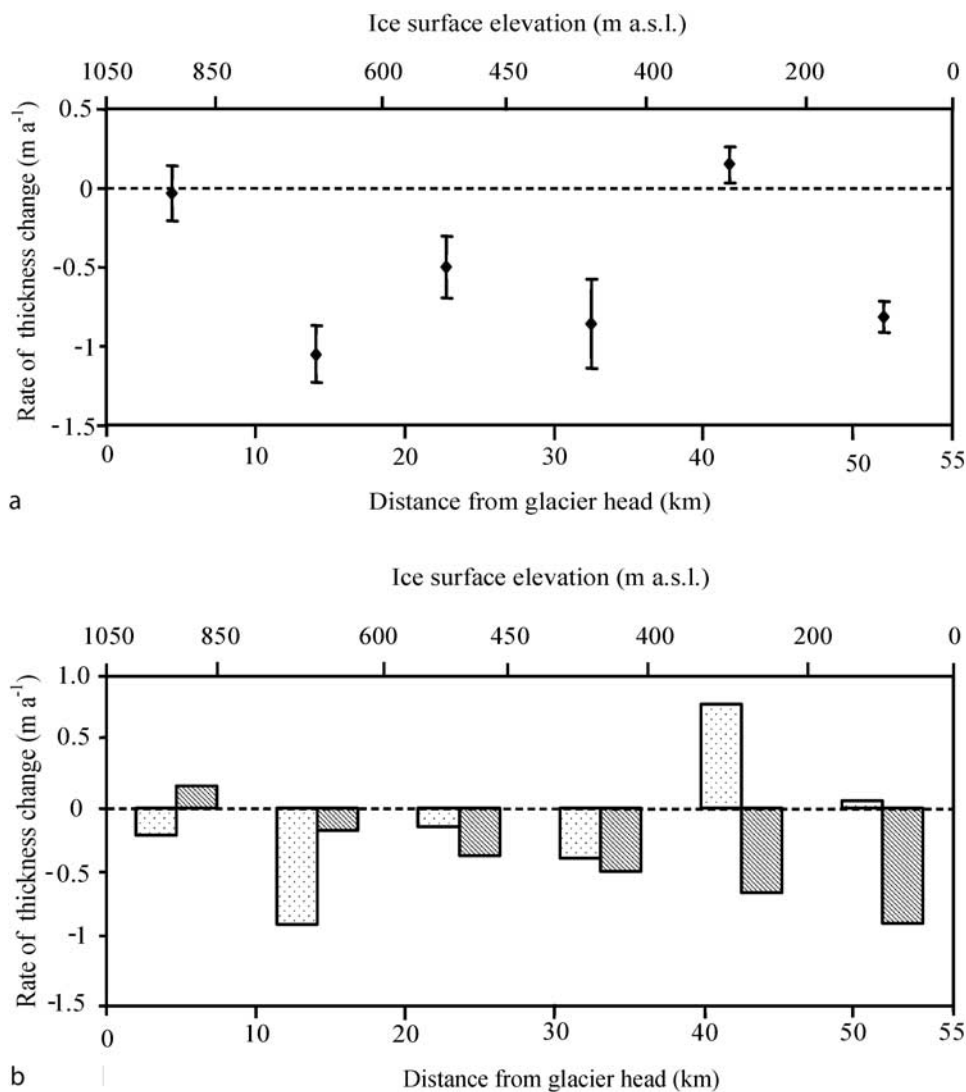 Ice surface elevation (m a.s.l.)
1050 850 600 450 400 200 0
Rate of thickness change (m a⁻¹)
0.5
0
-0.5
-1
-1.5
0 10 20 30 40 50 55
Distance from glacier head (km)
a
Ice surface elevation (m a.s.l.)
1050 850 600 450 400 200 0
Rate of thickness change (m a⁻¹)
1.0
0.5
0
-0.5
-1
-1.5
0 10 20 30 40 50 55
Distance from glacier head (km)
b